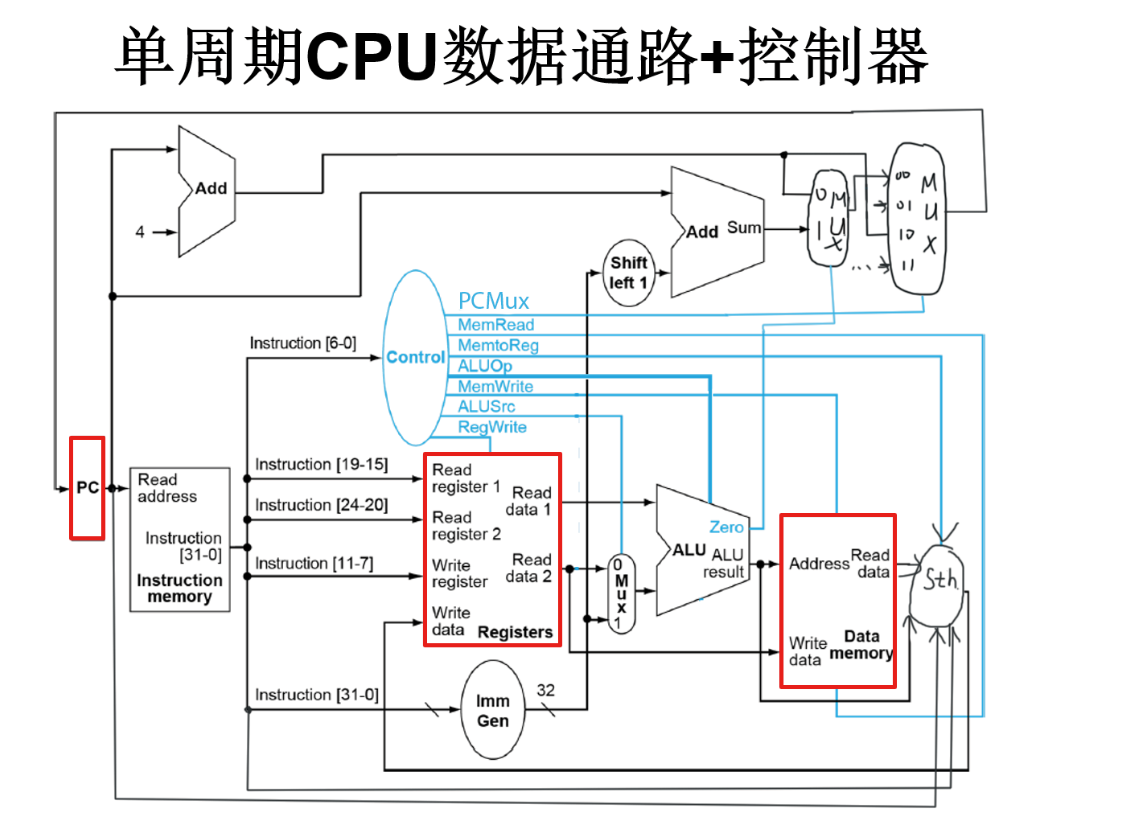 单周期CPU数据通路+控制器
Add
4
Add Sum
Shift
left 1
0 M
1 U
X
00 M
01 U
10 X
... 11
PCMux
MemRead
MemtoReg
ALUOp
MemWrite
ALUSrc
RegWrite
Control
Instruction [6-0]
Instruction [19-15]
Instruction [24-20]
Instruction [11-7]
Instruction [31-0]
PC
Read
address
Instruction
[31-0]
Instruction
memory
Read
register 1
Read
data 1
Read
register 2
Read
data 2
Write
register
Write
data
Registers
Imm
Gen
32
0
M
u
x
1
Zero
ALU
ALU
result
Address
Read
data
Write
data
Data
memory
Sth